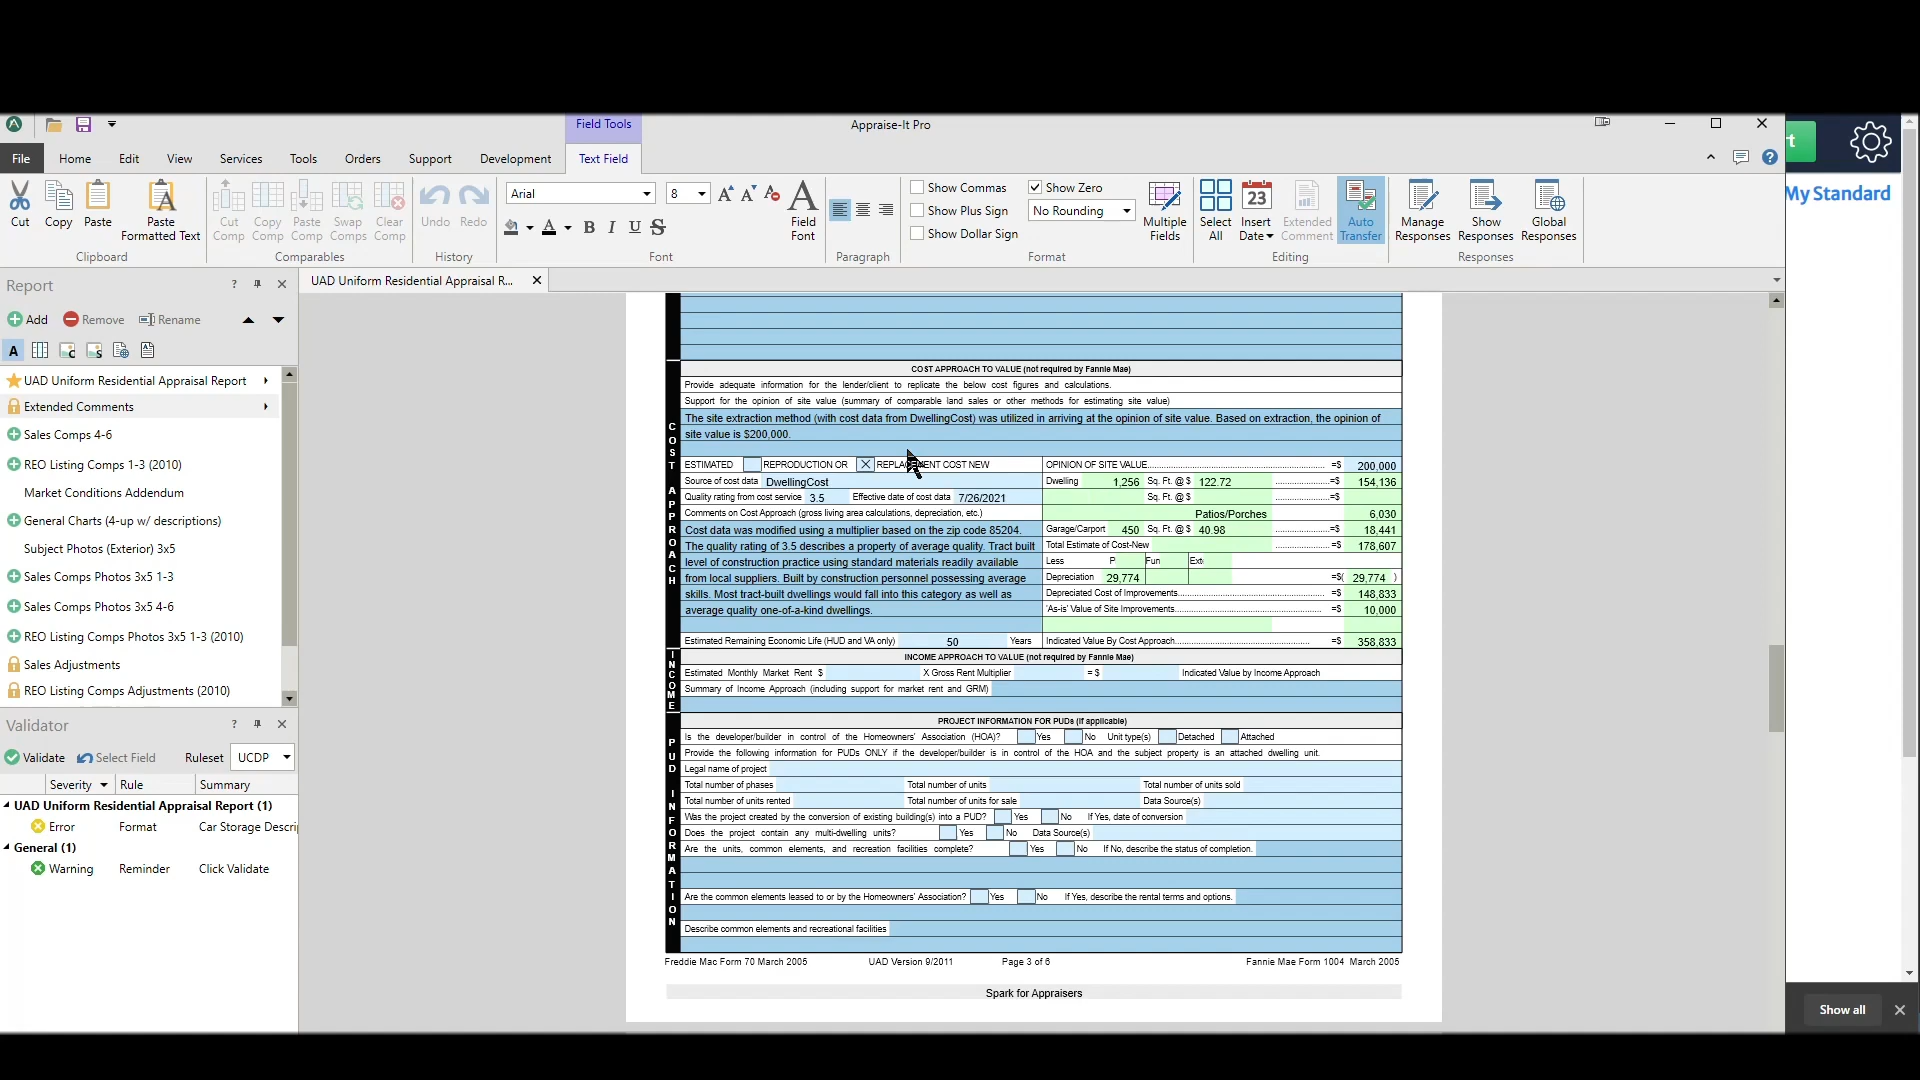 Field Tools
Appraise-It Pro
File Home Edit View Services Tools Orders Support Development Text Field
Cut Copy Paste Paste Formatted Text
Clipboard
Cut Comp Copy Comp Paste Comp Swap Comps Clear Comp
Comparables
Undo Redo
History
Arial 8
Field Font
B I U S
Font
Paragraph
Show Commas Show Zero
Show Plus Sign No Rounding
Show Dollar Sign
Multiple Fields
Format
Select All 23 Insert Date Extended Comment Auto Transfer
Editing
Manage Responses Show Responses Global Responses
Responses
t
My Standard
Report ?
Add Remove Rename
A
UAD Uniform Residential Appraisal Report
Extended Comments
Sales Comps 4-6
REO Listing Comps 1-3 (2010)
Market Conditions Addendum
General Charts (4-up w/ descriptions)
Subject Photos (Exterior) 3x5
Sales Comps Photos 3x5 1-3
Sales Comps Photos 3x5 4-6
REO Listing Comps Photos 3x5 1-3 (2010)
Sales Adjustments
REO Listing Comps Adjustments (2010)
Validator ?
Validate Select Field Ruleset UCDP
Severity Rule Summary
UAD Uniform Residential Appraisal Report (1)
Error Format Car Storage Descri
General (1)
Warning Reminder Click Validate
UAD Uniform Residential Appraisal R...
COST APPROACH
COST APPROACH TO VALUE (not required by Fannie Mae)
Provide adequate information for the lender/client to replicate the below cost figures and calculations.
Support for the opinion of site value (summary of comparable land sales or other methods for estimating site value)
The site extraction method (with cost data from DwellingCost) was utilized in arriving at the opinion of site value. Based on extraction, the opinion of
site value is $200,000.
ESTIMATED REPRODUCTION OR X REPLACEMENT COST NEW OPINION OF SITE VALUE =$ 200,000
Source of cost data DwellingCost Dwelling 1,256 Sq. Ft. @ $ 122.72 =$ 154,136
Quality rating from cost service 3.5 Effective date of cost data 7/26/2021 Sq. Ft. @ $ =$
Comments on Cost Approach (gross living area calculations, depreciation, etc.) Patios/Porches 6,030
Cost data was modified using a multiplier based on the zip code 85204. Garage/Carport 450 Sq. Ft. @ $ 40.98 =$ 18,441
The quality rating of 3.5 describes a property of average quality. Tract built Total Estimate of Cost-New =$ 178,607
level of construction practice using standard materials readily available Less P Fun Ext
from local suppliers. Built by construction personnel possessing average Depreciation 29,774 =$( 29,774 )
skills. Most tract-built dwellings would fall into this category as well as Depreciated Cost of Improvements =$ 148,833
average quality one-of-a-kind dwellings. 'As-is' Value of Site Improvements =$ 10,000
Estimated Remaining Economic Life (HUD and VA only) 50 Years Indicated Value By Cost Approach =$ 358,833
INCOME
INCOME APPROACH TO VALUE (not required by Fannie Mae)
Estimated Monthly Market Rent $ X Gross Rent Multiplier = $ Indicated Value by Income Approach
Summary of Income Approach (including support for market rent and GRM)
PUD INFORMATION
PROJECT INFORMATION FOR PUDs (if applicable)
Is the developer/builder in control of the Homeowners' Association (HOA)? Yes No Unit type(s) Detached Attached
Provide the following information for PUDs ONLY if the developer/builder is in control of the HOA and the subject property is an attached dwelling unit.
Legal name of project
Total number of phases Total number of units Total number of units sold
Total number of units rented Total number of units for sale Data Source(s)
Was the project created by the conversion of existing building(s) into a PUD? Yes No If Yes, date of conversion
Does the project contain any multi-dwelling units? Yes No Data Source(s)
Are the units, common elements, and recreation facilities complete? Yes No If No, describe the status of completion.
Are the common elements leased to or by the Homeowners' Association? Yes No If Yes, describe the rental terms and options.
Describe common elements and recreational facilities
Freddie Mac Form 70 March 2005 UAD Version 9/2011 Page 3 of 6 Fannie Mae Form 1004 March 2005
Spark for Appraisers
Show all